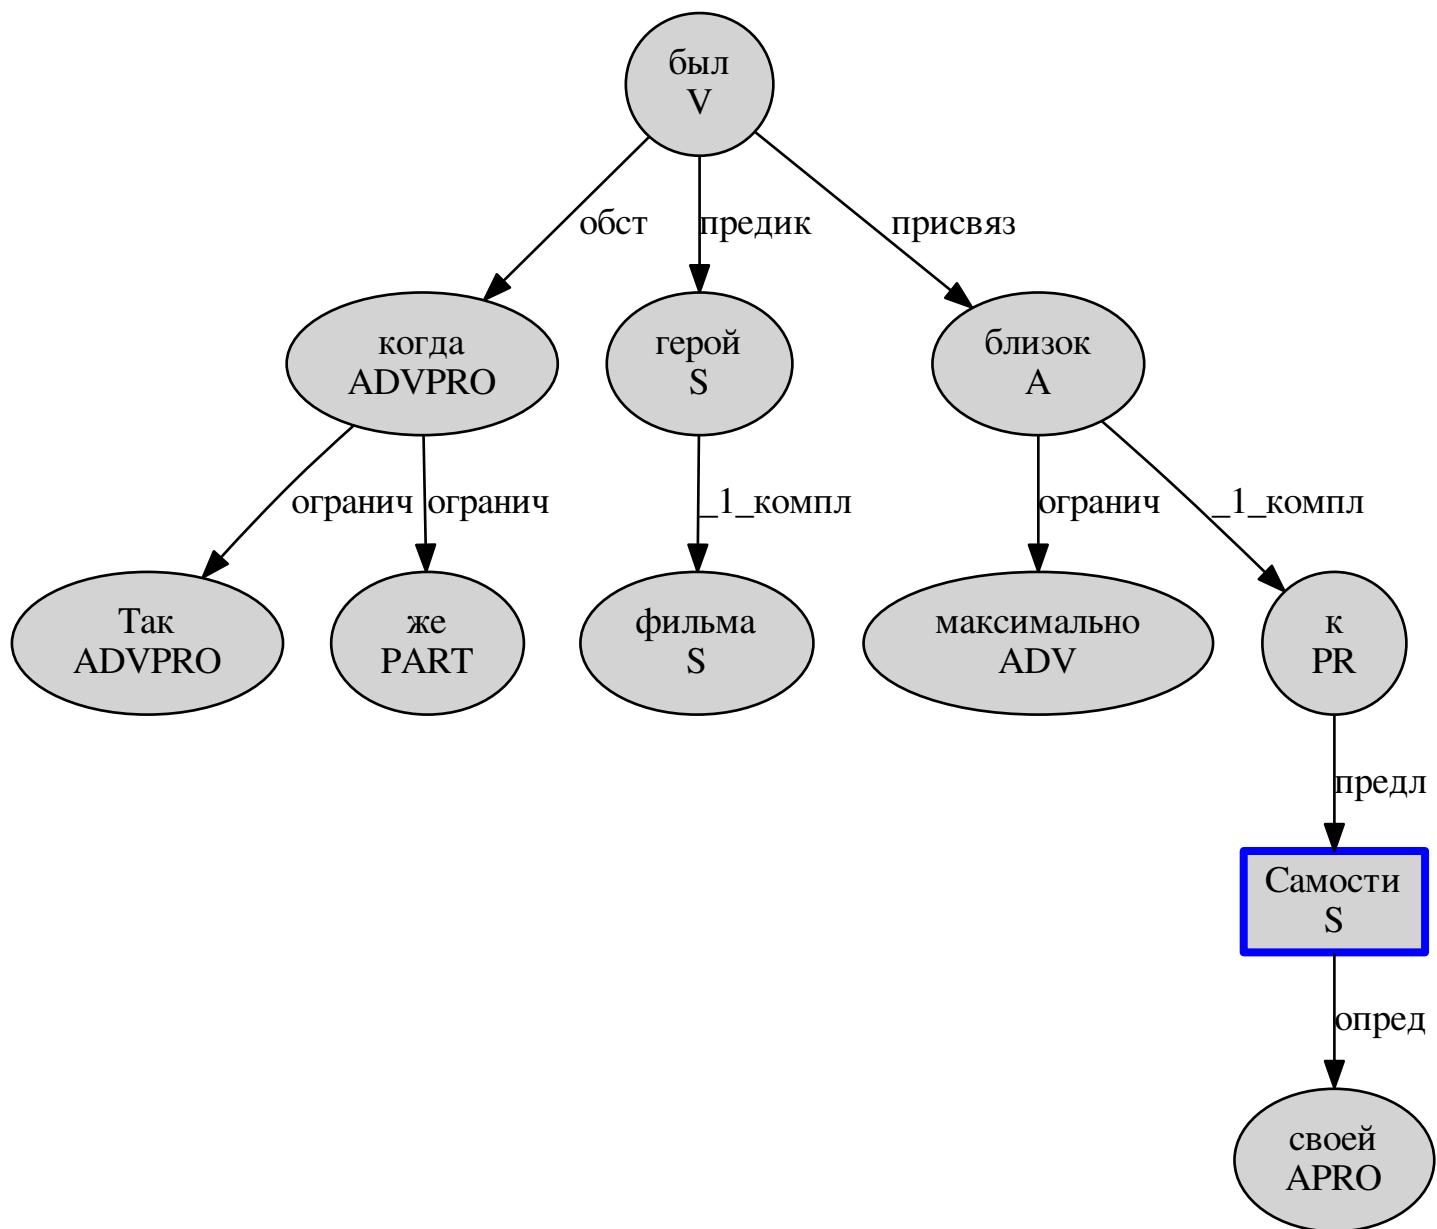 был
V
обст
предик
присвяз
когда
ADVPRO
герой
S
близок
A
огранич
огранич
_1_компл
огранич
_1_компл
Так
ADVPRO
же
PART
фильма
S
максимально
ADV
к
PR
предл
Самости
S
опред
своей
APRO